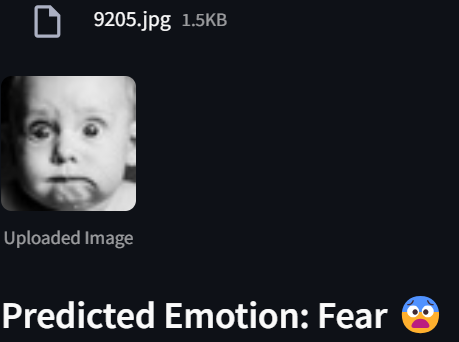 9205.jpg 1.5KB
Uploaded Image
Predicted Emotion: Fear 😨